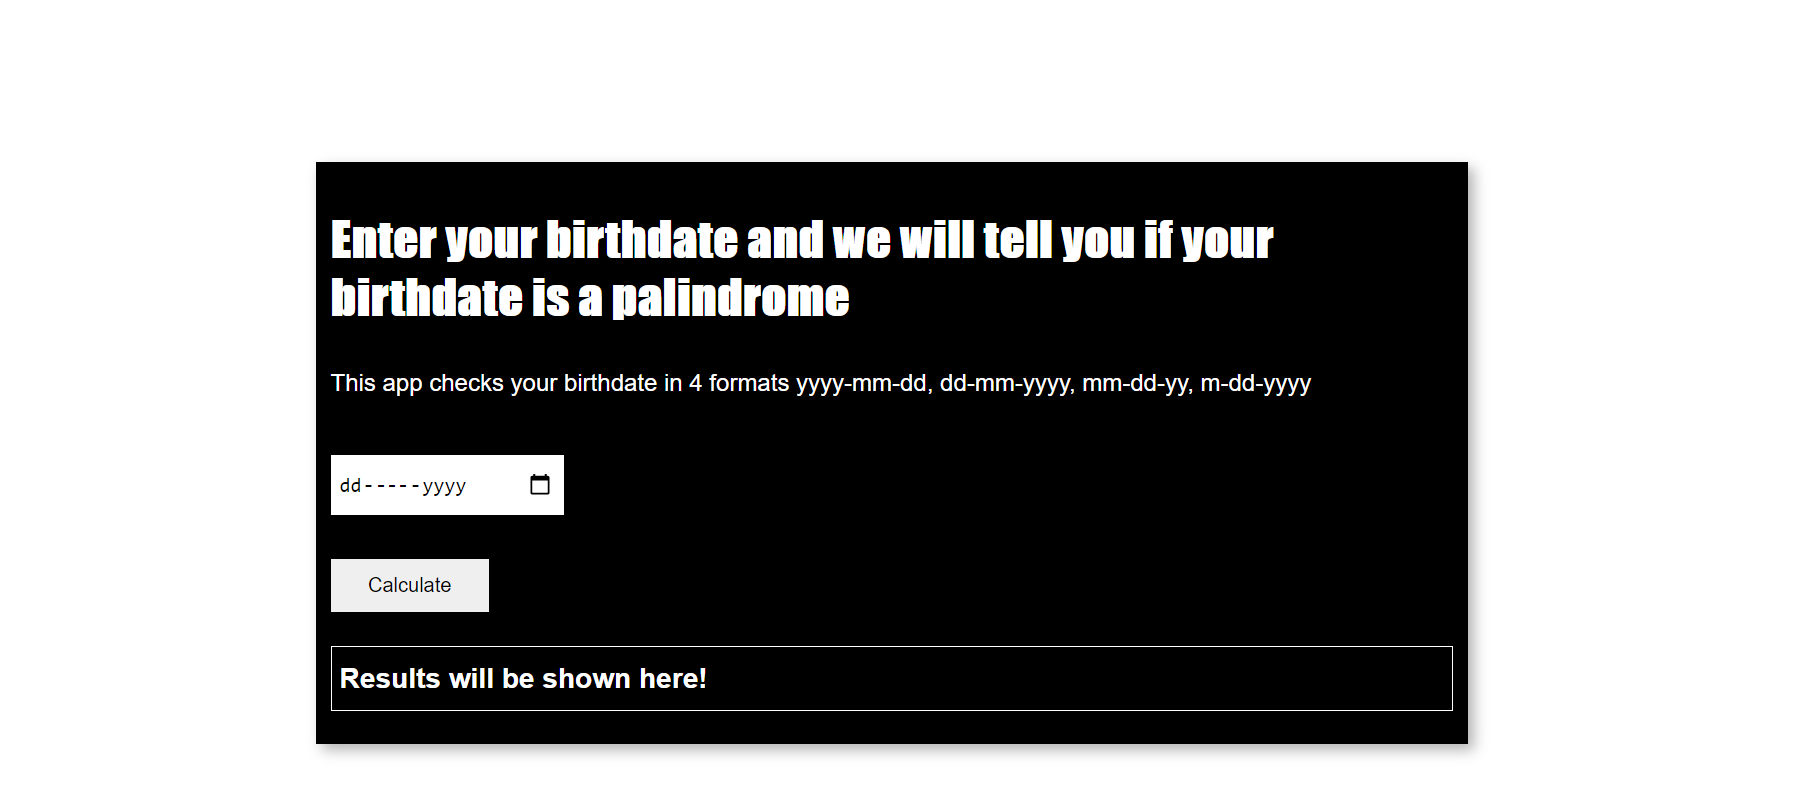 Enter your birthdate and we will tell you if your
birthdate is a palindrome
This app checks your birthdate in 4 formats yyyy-mm-dd, dd-mm-yyyy, mm-dd-yy, m-dd-yyyy
dd-----yyyy
Calculate
Results will be shown here!